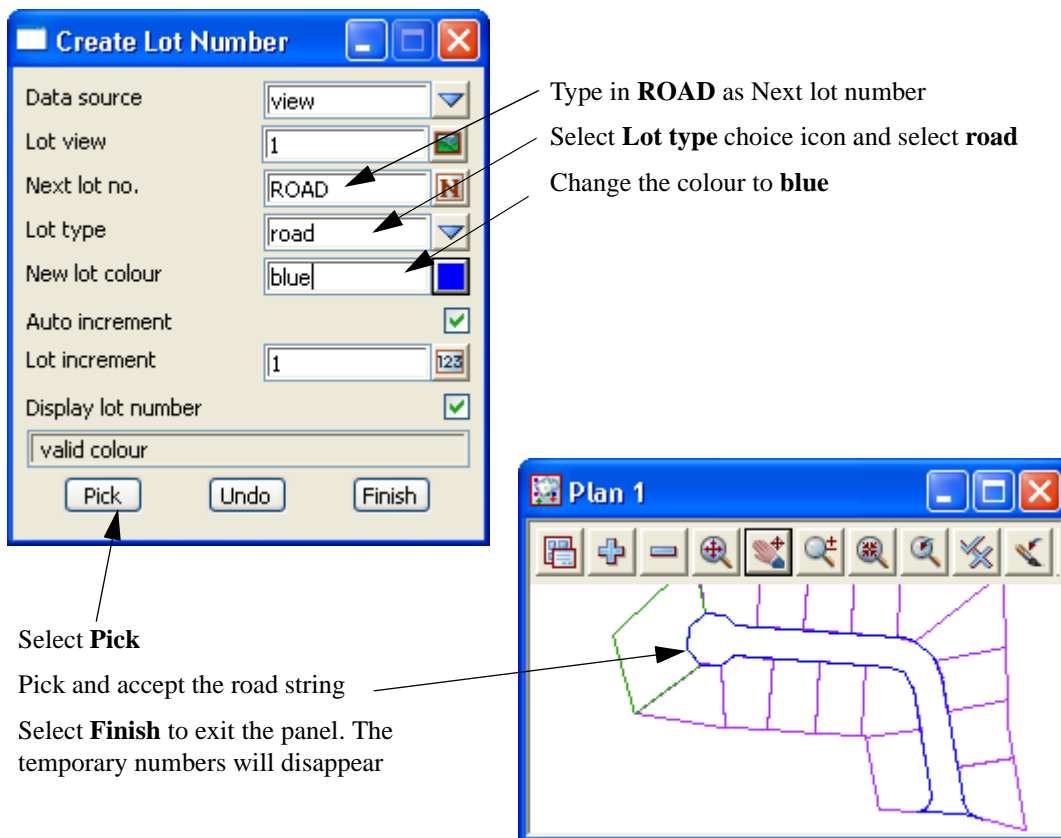 Create Lot Number
Data source
view
Type in ROAD as Next lot number
Lot view
1
Select Lot type choice icon and select road
Next lot no.
ROAD
N
Change the colour to blue
Lot type
road
New lot colour
blue
Auto increment
Lot increment
1
123
Display lot number
valid colour
Pick
Undo
Finish
Plan 1
Select Pick
Pick and accept the road string
Select Finish to exit the panel. The
temporary numbers will disappear